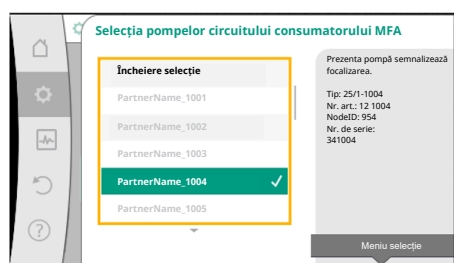 Selecția pompelor circuitului consumatorului MFA
Încheiere selecție
PartnerName_1001
PartnerName_1002
PartnerName_1003
PartnerName_1004
PartnerName_1005
Prezenta pompă semnalizează
focalizarea.
Tip: 25/1-1004
Nr. art.: 12 1004
NodeID: 954
Nr. de serie:
341004
Meniu selecție